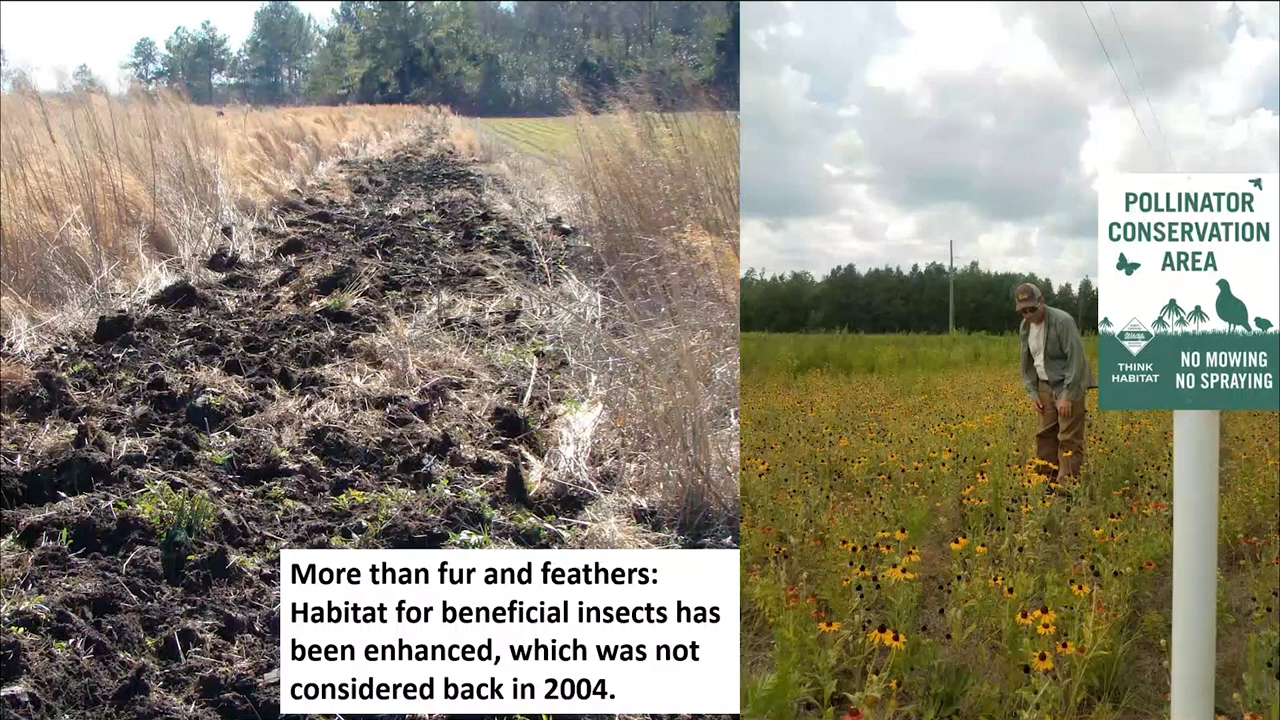 More than fur and feathers:
Habitat for beneficial insects has
been enhanced, which was not
considered back in 2004.
POLLINATOR
CONSERVATION
AREA
THINK
HABITAT
NO MOWING
NO SPRAYING